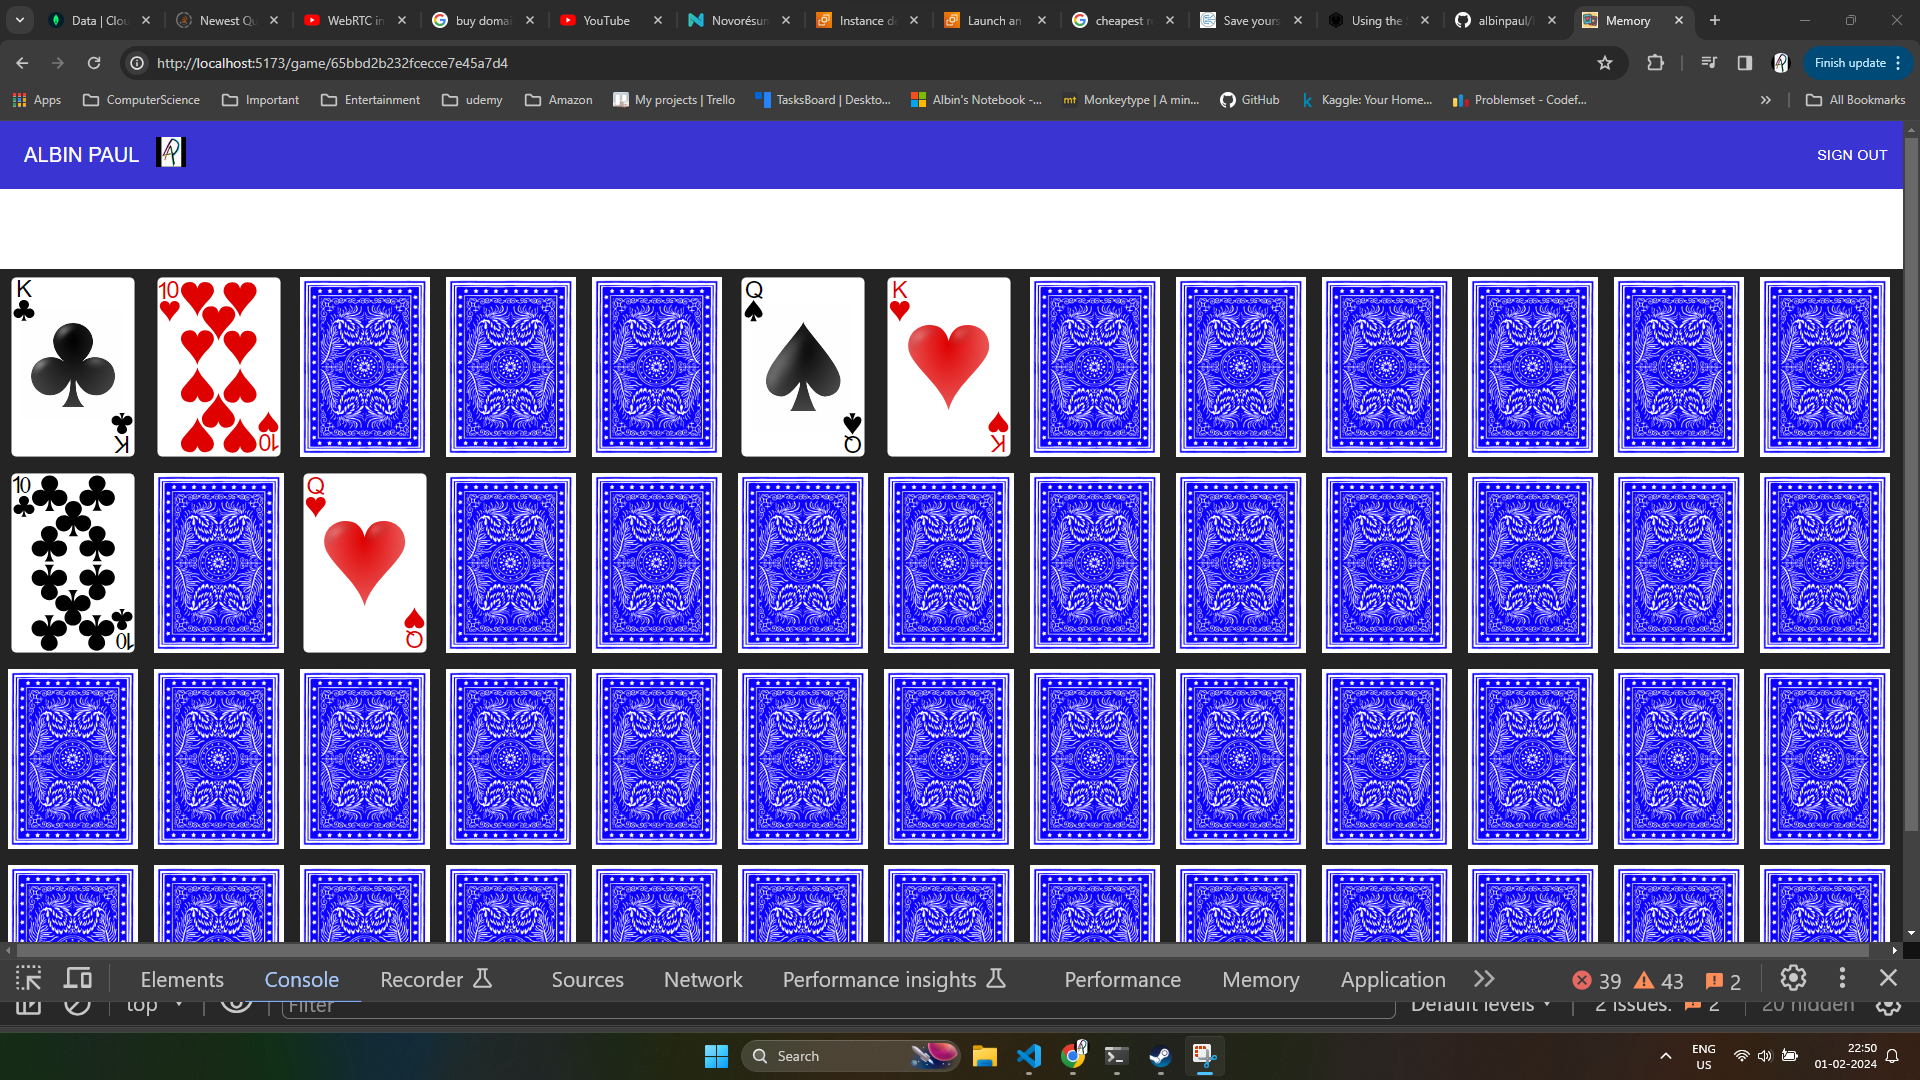 Data | Clou
Newest Qu
WebRTC in
buy domai
YouTube
Novorésum
Instance de
Launch an
cheapest re
Save yours
Using the S
albinpaul/
Memory
http://localhost:5173/game/65bbd2b232fcecce7e45a7d4
Finish update
Apps
ComputerScience
Important
Entertainment
udemy
Amazon
My projects | Trello
TasksBoard | Deskto...
Albin's Notebook -...
mt Monkeytype | A min...
GitHub
k Kaggle: Your Home...
Problemset - Codef...
All Bookmarks
ALBIN PAUL
SIGN OUT
K 10 Q K
K 10 Q K
10 Q
10 Q
Elements Console Recorder Sources Network Performance insights Performance Memory Application 39 43 2
top Filter Default levels 2 Issues: 2 20 hidden
Search
ENG
US
22:50
01-02-2024